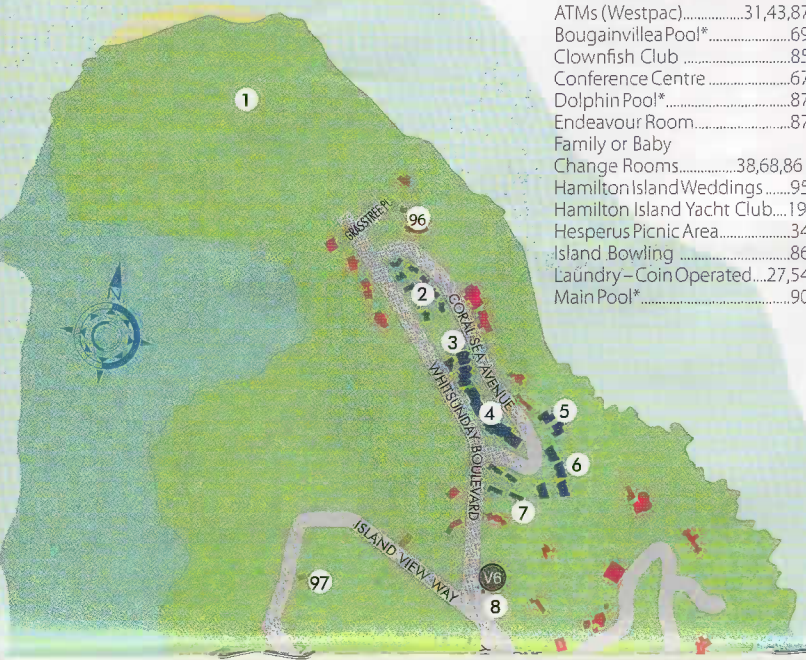 ATMs (Westpac)....................31,43,87
Bougainvillea Pool*....................69
Clownfish Club ....................85
Conference Centre ....................67
Dolphin Pool*....................87
Endeavour Room....................87
Family or Baby
Change Rooms....................38,68,86
Hamilton Island Weddings ......95
Hamilton Island Yacht Club....19
Hesperus Picnic Area....................34
Island Bowling ....................86
Laundry – Coin Operated....27,54
Main Pool*....................90
1
GRASSTREE PL
96
2
CORAL SEA AVENUE
3
WHITSUNDAY BOULEVARD
4
5
6
7
ISLAND VIEW WAY
97
V6
8